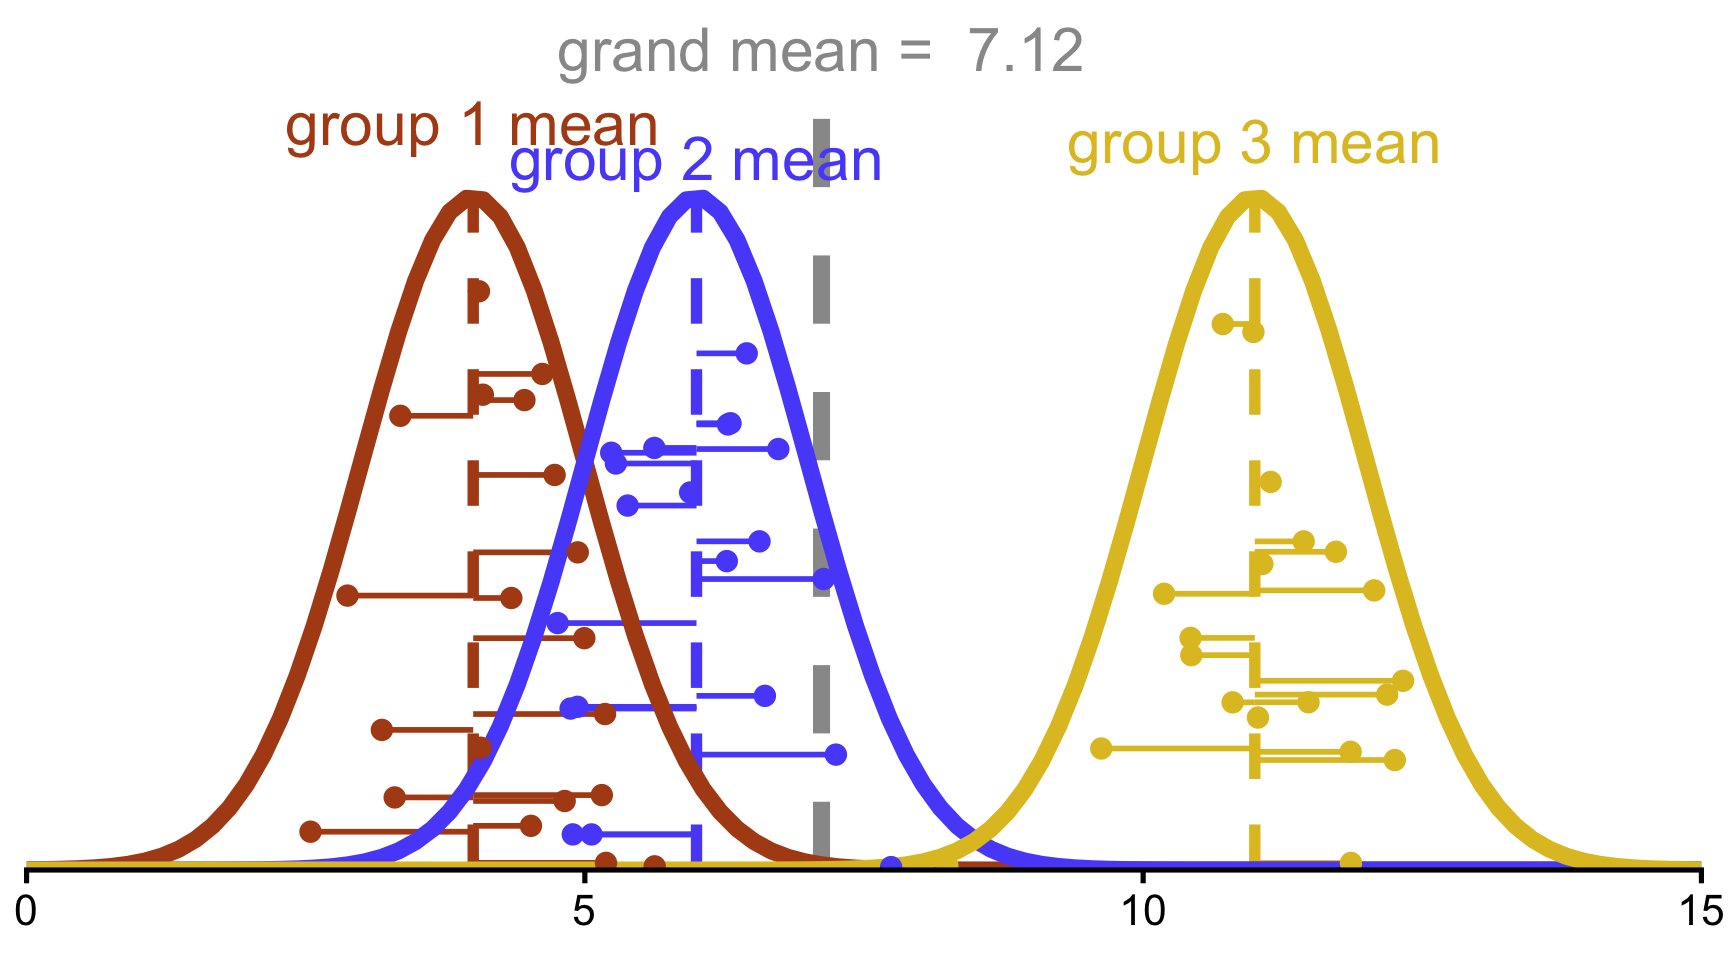 grand mean = 7.12
group 1 mean
group 2 mean
group 3 mean
0 5 10 15